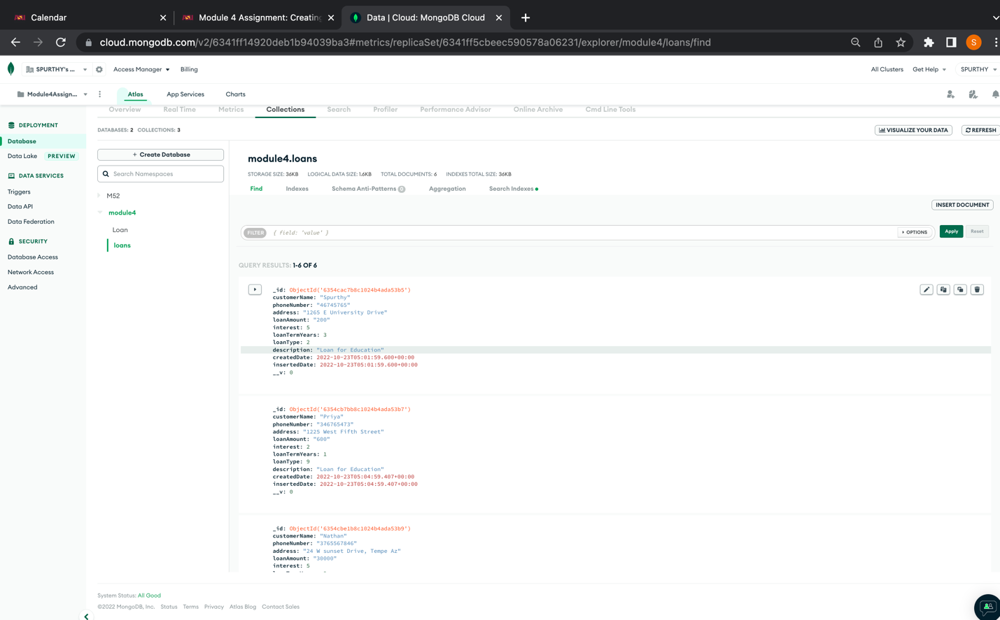 Calendar
Module 4 Assignment: Creating
Data | Cloud: MongoDB Cloud
cloud.mongodb.com/v2/6341ff14920deb1b94039ba3#metrics/replicaSet/6341ff5cbeec590578a06231/explorer/module4/loans/find
S
SPURTHY's ...
Access Manager
Billing
All Clusters
Get Help
SPURTHY
Module4Assign...
Atlas
App Services
Charts
Overview
Real Time
Metrics
Collections
Search
Profiler
Performance Advisor
Online Archive
Cmd Line Tools
DEPLOYMENT
Database
Data Lake PREVIEW
DATA SERVICES
Triggers
Data API
Data Federation
SECURITY
Database Access
Network Access
Advanced
DATABASES: 2 COLLECTIONS: 3
VISUALIZE YOUR DATA
REFRESH
+ Create Database
Search Namespaces
M52
module4
Loan
loans
module4.loans
STORAGE SIZE: 36KB LOGICAL DATA SIZE: 1.6KB TOTAL DOCUMENTS: 6 INDEXES TOTAL SIZE: 36KB
Find
Indexes
Schema Anti-Patterns 0
Aggregation
Search Indexes
INSERT DOCUMENT
FILTER { field: 'value' }
OPTIONS
Apply
Reset
QUERY RESULTS: 1-6 OF 6
_id: ObjectId('6354cac7b8c1024b4ada53b5')
customerName: "Spurthy"
phoneNumber: "46745765"
address: "1265 E University Drive"
loanAmount: "200"
interest: 5
loanTermYears: 3
loanType: 2
description: "Loan for Education"
createdDate: 2022-10-23T05:01:59.600+00:00
insertedDate: 2022-10-23T05:01:59.600+00:00
__v: 0
_id: ObjectId('6354cb7bb8c1024b4ada53b7')
customerName: "Priya"
phoneNumber: "346765473"
address: "1225 West Fifth Street"
loanAmount: "600"
interest: 2
loanTermYears: 1
loanType: 9
description: "Loan for Education"
createdDate: 2022-10-23T05:04:59.407+00:00
insertedDate: 2022-10-23T05:04:59.407+00:00
__v: 0
_id: ObjectId('6354cbe1b8c1024b4ada53b9')
customerName: "Nathan"
phoneNumber: "3765567846"
address: "24 W sunset Drive, Tempe Az"
loanAmount: "30000"
interest: 5
System Status: All Good
©2022 MongoDB, Inc. Status Terms Privacy Atlas Blog Contact Sales